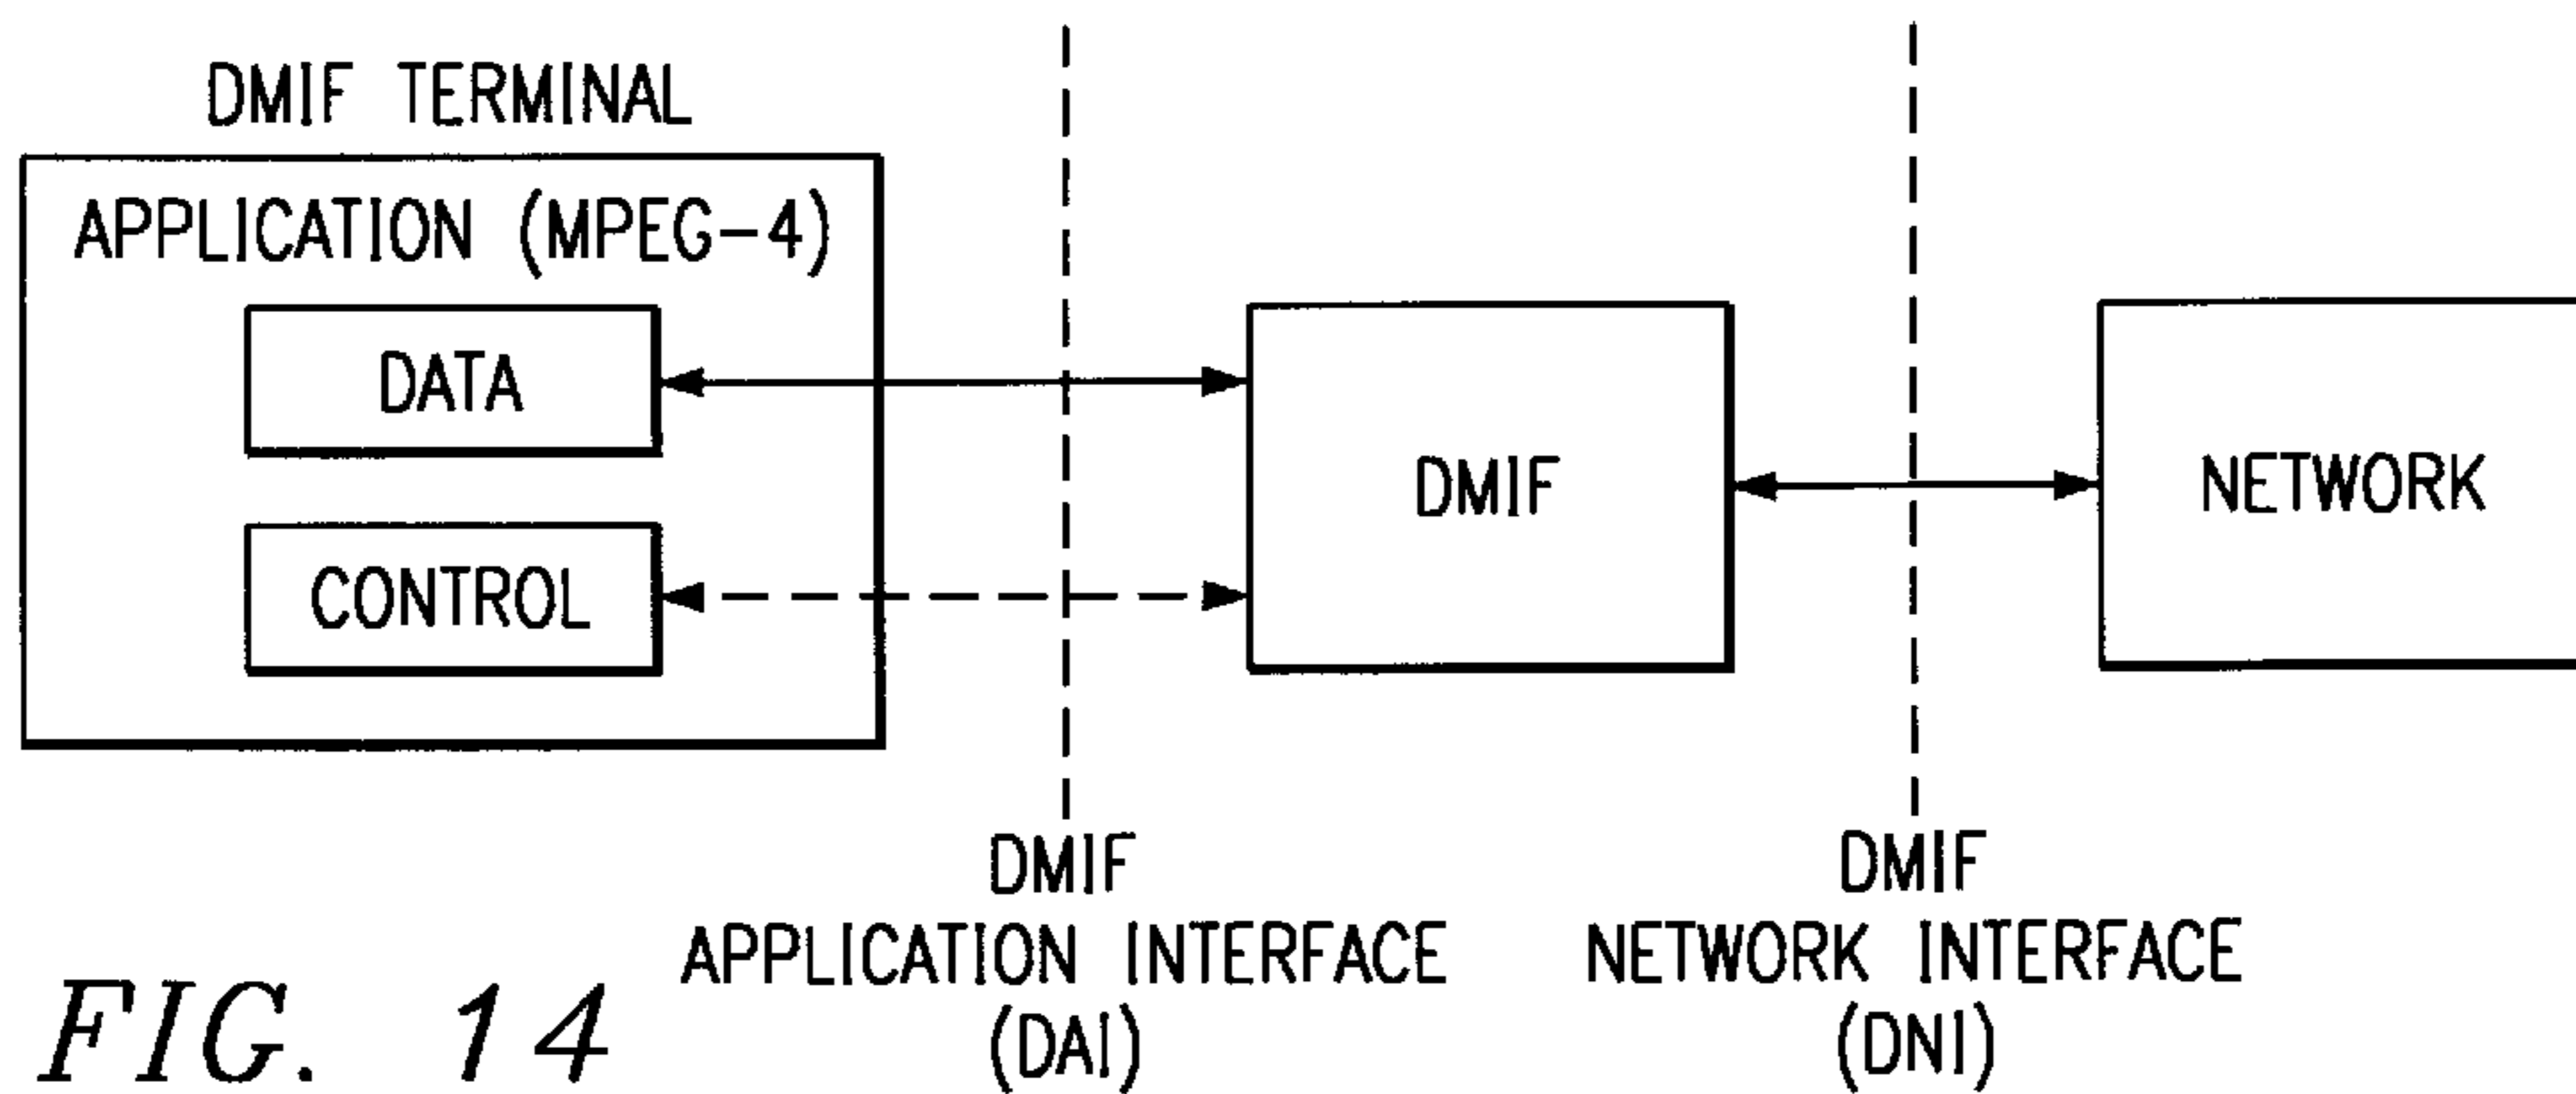 DMIF TERMINAL
APPLICATION (MPEG-4)
DATA
CONTROL
DMIF
NETWORK
DMIF
APPLICATION INTERFACE
(DAI)
DMIF
NETWORK INTERFACE
(DNI)
FIG. 14